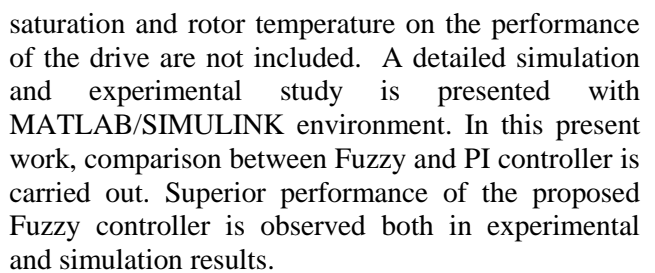 saturation and rotor temperature on the performance
of the drive are not included. A detailed simulation
and experimental study is presented with
MATLAB/SIMULINK environment. In this present
work, comparison between Fuzzy and PI controller is
carried out. Superior performance of the proposed
Fuzzy controller is observed both in experimental
and simulation results.